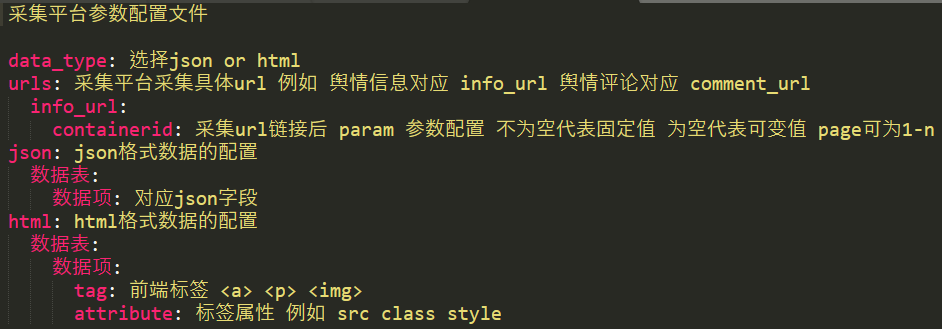 采集平台参数配置文件
data_type: 选择json or html
urls: 采集平台采集具体url 例如 舆情信息对应 info_url 舆情评论对应 comment_url
info_url:
containerid: 采集url链接后 param 参数配置 不为空代表固定值 为空代表可变值 page可为1-n
json: json格式数据的配置
数据表:
数据项: 对应json字段
html: html格式数据的配置
数据表:
数据项:
tag: 前端标签 <a> <p> <img>
attribute: 标签属性 例如 src class style